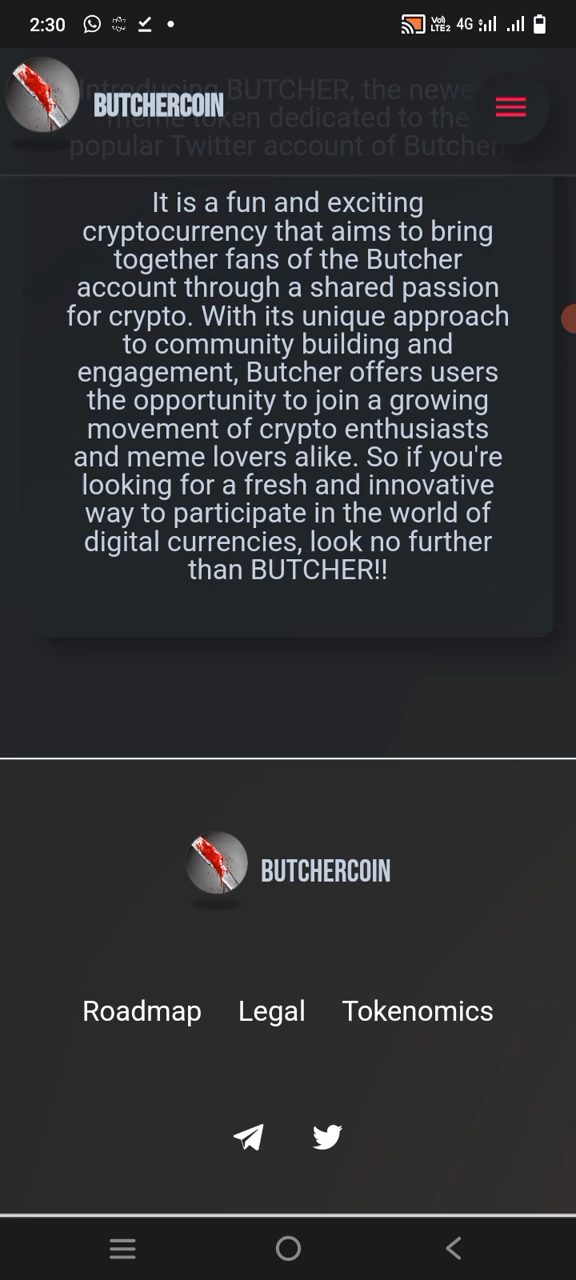 2:30
Vo)) LTE2 4G
Introducing BUTCHER, the newe
BUTCHERCOIN
meme token dedicated to the
popular Twitter account of Butcher!
It is a fun and exciting
cryptocurrency that aims to bring
together fans of the Butcher
account through a shared passion
for crypto. With its unique approach
to community building and
engagement, Butcher offers users
the opportunity to join a growing
movement of crypto enthusiasts
and meme lovers alike. So if you're
looking for a fresh and innovative
way to participate in the world of
digital currencies, look no further
than BUTCHER!!
BUTCHERCOIN
Roadmap Legal Tokenomics